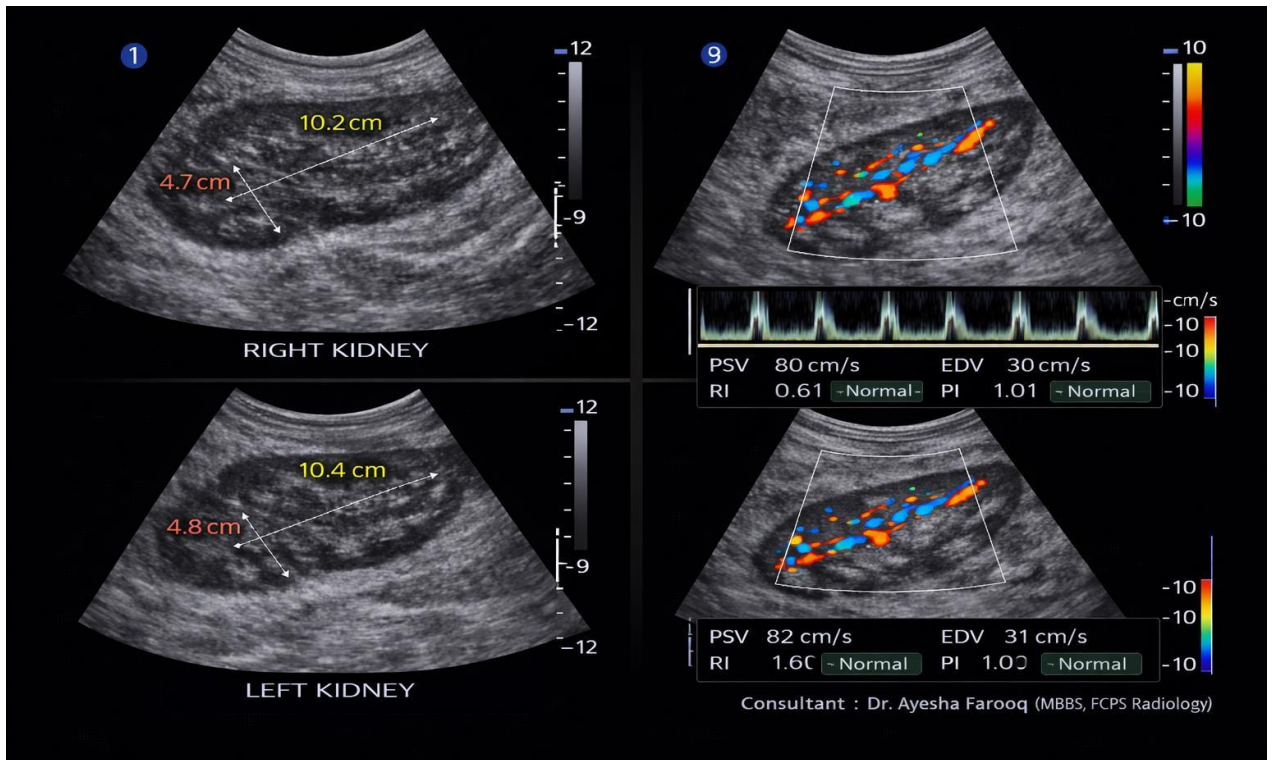 1
12
10.2 cm
4.7 cm
-9
-12
RIGHT KIDNEY
12
10.4 cm
4.8 cm
-9
-12
LEFT KIDNEY
9
10
10
-cm/s
-10
-10
-10
PSV 80 cm/s EDV 30 cm/s
RI 0.61 ~Normal- PI 1.01 ~Normal
-10
-10
-10
PSV 82 cm/s EDV 31 cm/s
RI ~Normal PI ~Normal
Consultant : Dr. Ayesha Farooq (MBBS, FCPS Radiology)